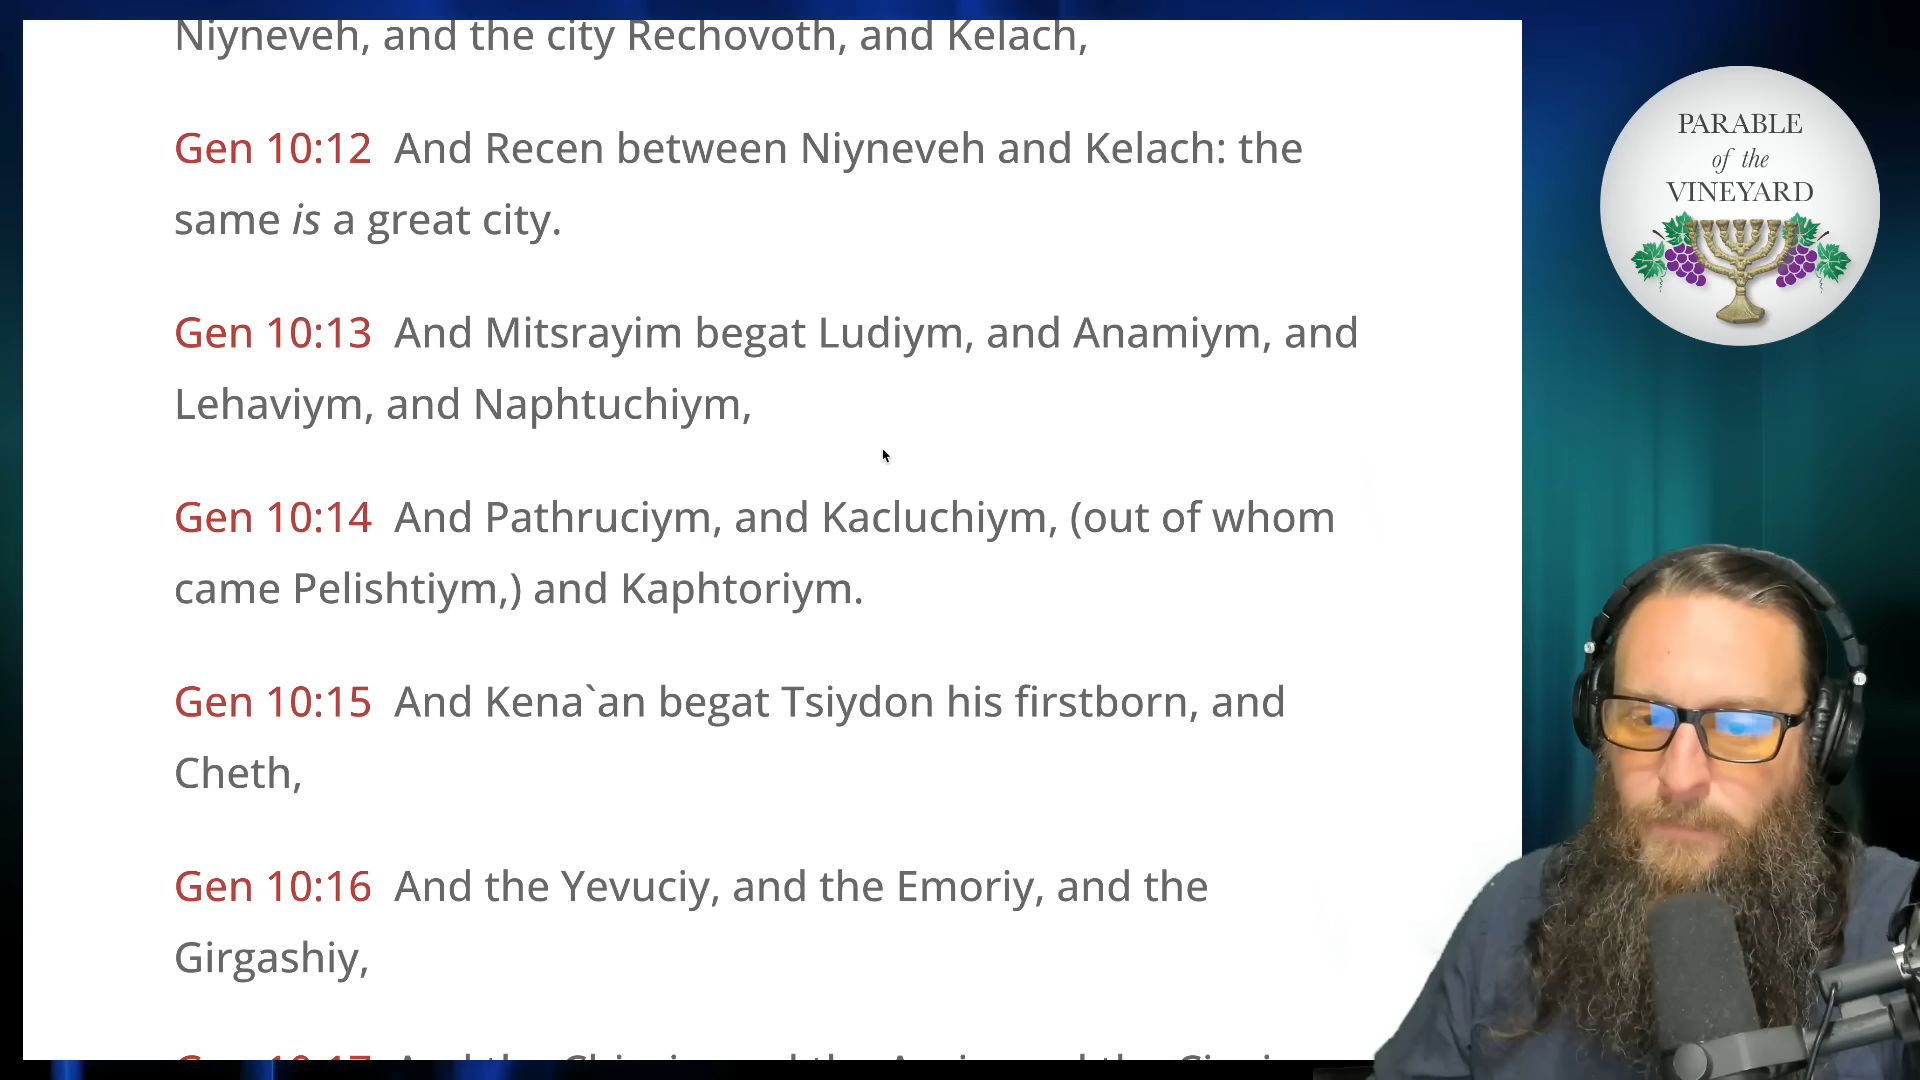 Niyneveh, and the city Rechovoth, and Kelach,
Gen 10:12 And Recen between Niyneveh and Kelach: the
same is a great city.
Gen 10:13 And Mitsrayim begat Ludiym, and Anamiym, and
Lehaviym, and Naphtuchiym,
Gen 10:14 And Pathruciym, and Kacluchiym, (out of whom
came Pelishtiym,) and Kaphtoriym.
Gen 10:15 And Kena`an begat Tsiydon his firstborn, and
Cheth,
Gen 10:16 And the Yevuciy, and the Emoriy, and the
Girgashiy,
PARABLE
of the
VINEYARD